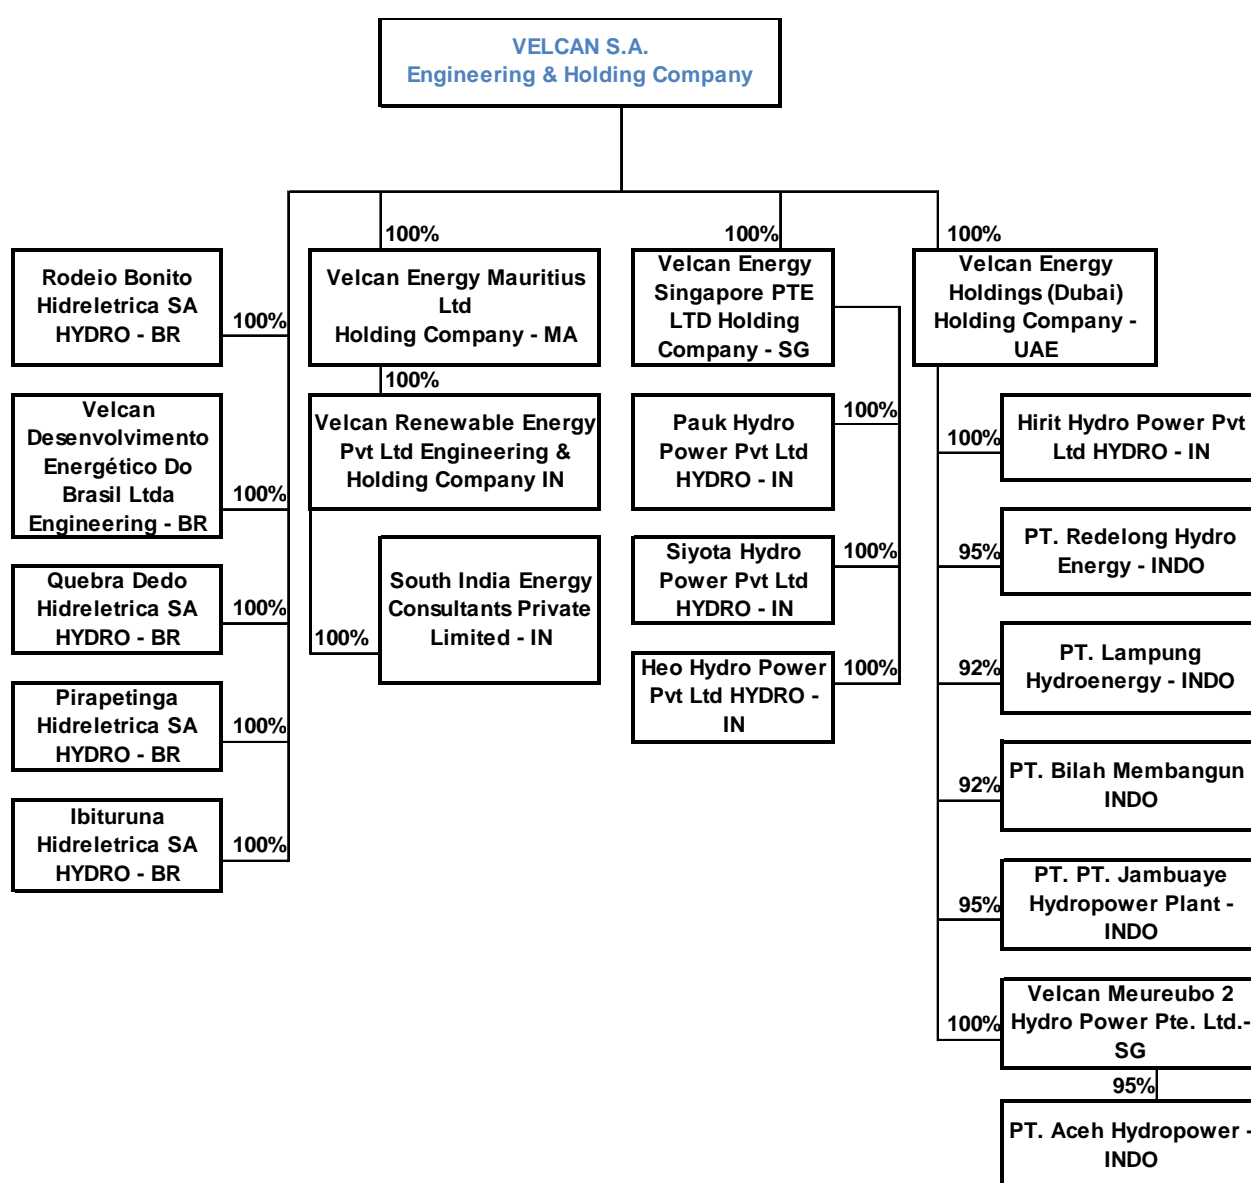 VELCAN S.A.
Engineering & Holding Company
100%
100%
100%
100%
Rodeio Bonito
Hidreletrica SA
HYDRO - BR
100%
Velcan Energy Mauritius
Ltd
Holding Company - MA
Velcan Energy
Singapore PTE
LTD Holding
Company - SG
Velcan Energy
Holdings (Dubai)
Holding Company -
UAE
100%
Velcan
Desenvolvimento
Energético Do
Brasil Ltda
Engineering - BR
100%
Velcan Renewable Energy
Pvt Ltd Engineering &
Holding Company IN
Pauk Hydro
Power Pvt Ltd
HYDRO - IN
100%
100%
Hirit Hydro Power Pvt
Ltd HYDRO - IN
Quebra Dedo
Hidreletrica SA
HYDRO - BR
100%
100%
South India Energy
Consultants Private
Limited - IN
Siyota Hydro
Power Pvt Ltd
HYDRO - IN
100%
95%
PT. Redelong Hydro
Energy - INDO
Heo Hydro Power
Pvt Ltd HYDRO -
IN
100%
92%
PT. Lampung
Hydroenergy - INDO
Pirapetinga
Hidreletrica SA
HYDRO - BR
100%
92%
PT. Bilah Membangun
INDO
Ibituruna
Hidreletrica SA
HYDRO - BR
100%
95%
PT. PT. Jambuaye
Hydropower Plant -
INDO
100%
Velcan Meureubo 2
Hydro Power Pte. Ltd.-
SG
95%
PT. Aceh Hydropower -
INDO